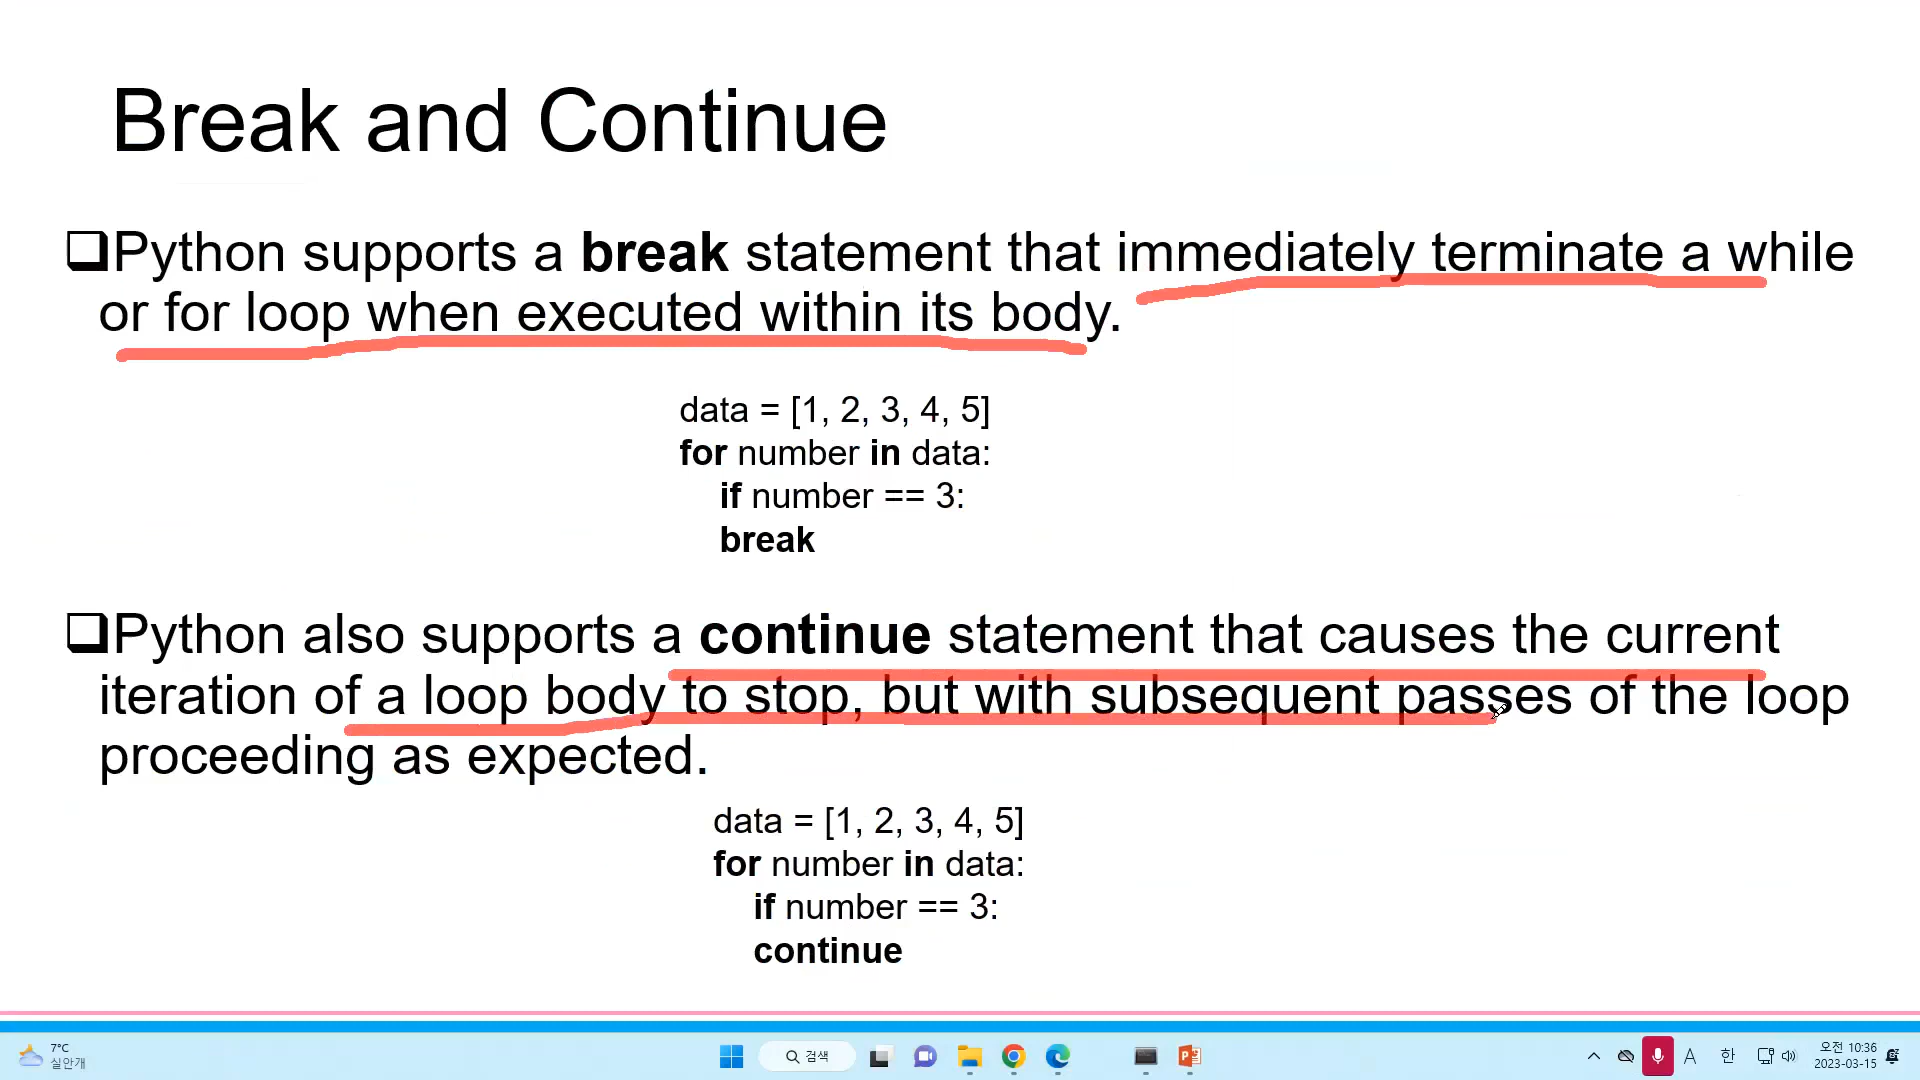 Break and Continue
❑Python supports a break statement that immediately terminate a while
or for loop when executed within its body.
data = [1, 2, 3, 4, 5]
for number in data:
if number == 3:
break
❑Python also supports a continue statement that causes the current
iteration of a loop body to stop, but with subsequent passes of the loop
proceeding as expected.
data = [1, 2, 3, 4, 5]
for number in data:
if number == 3:
continue
7°C
실안개
검색
A
한
오전 10:36
2023-03-15